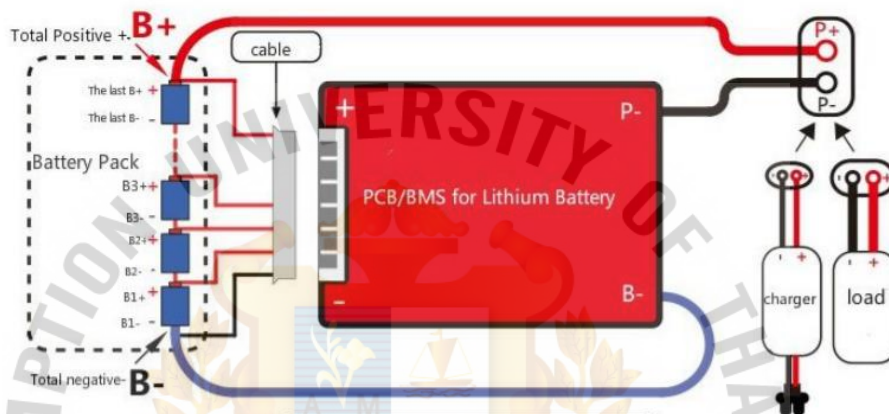 Total Positive +
B+
cable
P+
P-
The last B+
+
The last B-
-
Battery Pack
B3+
+
B3-
-
B2+
+
B2-
-
B1+
+
B1-
-
Total negative-
B-
+
-
PCB/BMS for Lithium Battery
P-
B-
- +
- +
charger
- +
- +
load
UNIVERSITY OF
A M